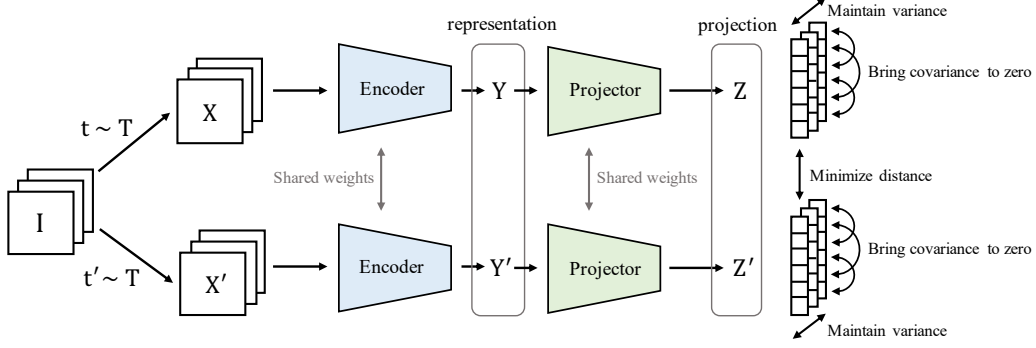 representation
projection
Maintain variance
t ~ T
X
Encoder
Y
Projector
Z
Bring covariance to zero
I
Shared weights
Shared weights
Minimize distance
t′ ~ T
X′
Encoder
Y′
Projector
Z′
Bring covariance to zero
Maintain variance